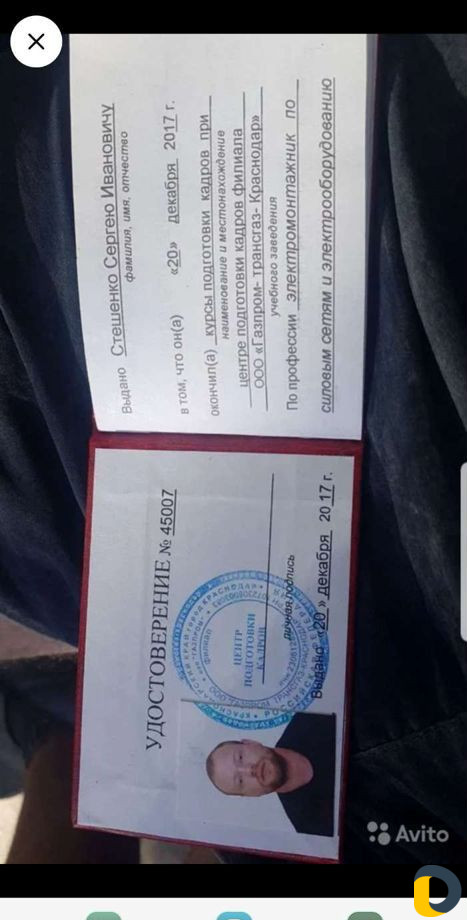 УДОСТОВЕРЕНИЕ № 45007
ЦЕНТР
ПОДГОТОВКИ
КАДРОВ
личная подпись
Выдано «20 » декабря 2017 г.
Выдано Стешенко Сергею Ивановичу
фамилия, имя, отчество
в том, что он(а) «20» декабря 2017 г.
окончил(а) курсы подготовки кадров при
наименование и местонахождение
центре подготовки кадров филиала
ООО «Газпром- трансгаз- Краснодар»
учебного заведения
По профессии электромонтажник по
силовым сетям и электрооборудованию
Avito